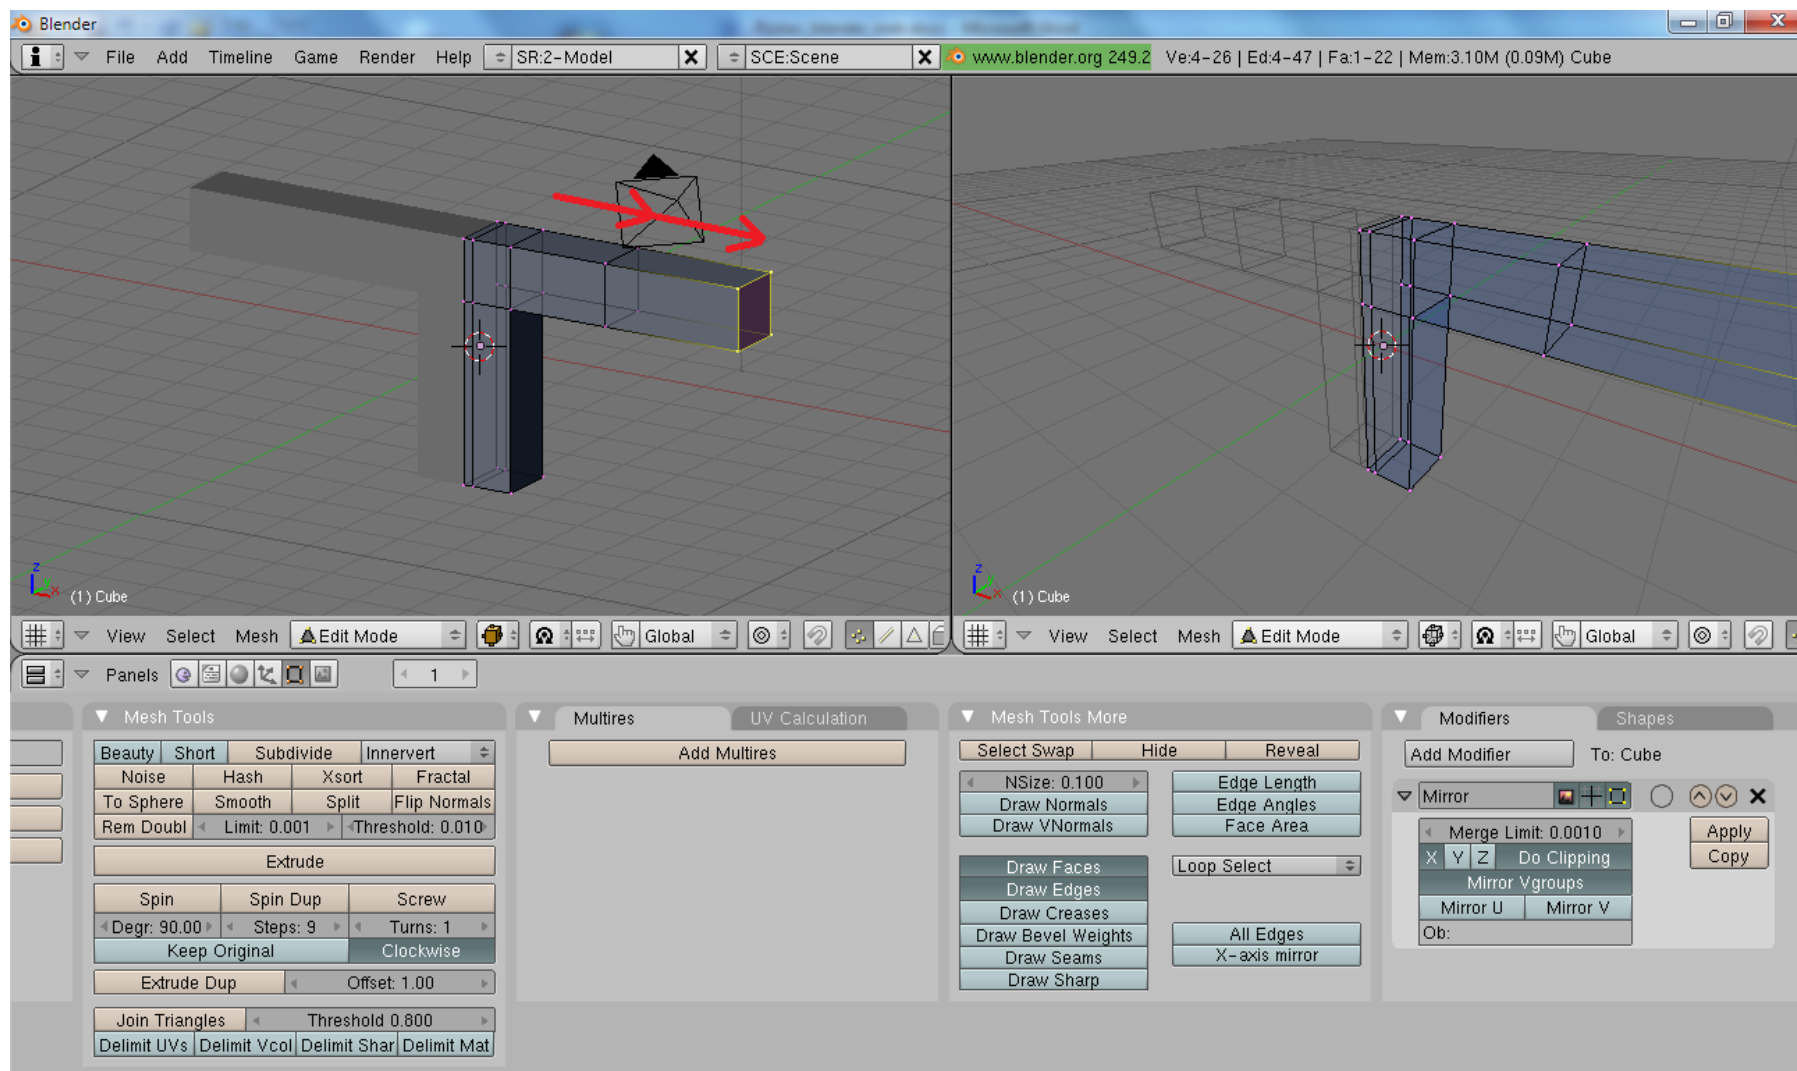 Blender
File Add Timeline Game Render Help SR:2-Model SCE:Scene www.blender.org 249.2 Ve:4-26 | Ed:4-47 | Fa:1-22 | Mem:3.10M (0.09M) Cube
z
x
(1) Cube
z
x
(1) Cube
View Select Mesh Edit Mode Global
View Select Mesh Edit Mode Global
Panels 1
Mesh Tools
Beauty Short Subdivide Innervert
Noise Hash Xsort Fractal
To Sphere Smooth Split Flip Normals
Rem Doubl Limit: 0.001 Threshold: 0.010
Extrude
Spin Spin Dup Screw
Degr: 90.00 Steps: 9 Turns: 1
Keep Original Clockwise
Extrude Dup Offset: 1.00
Join Triangles Threshold 0.800
Delimit UVs Delimit Vcol Delimit Shar Delimit Mat
Multires UV Calculation
Add Multires
Mesh Tools More
Select Swap Hide Reveal
NSize: 0.100
Draw Normals
Draw VNormals
Edge Length
Edge Angles
Face Area
Draw Faces
Draw Edges
Draw Creases
Draw Bevel Weights
Draw Seams
Draw Sharp
Loop Select
All Edges
X-axis mirror
Modifiers Shapes
Add Modifier To: Cube
Mirror
Merge Limit: 0.0010
X Y Z Do Clipping
Mirror Vgroups
Mirror U Mirror V
Ob:
Apply
Copy